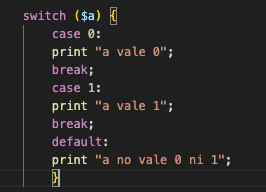 switch ($a) {
case 0:
print "a vale 0";
break;
case 1:
print "a vale 1";
break;
default:
print "a no vale 0 ni 1";
}